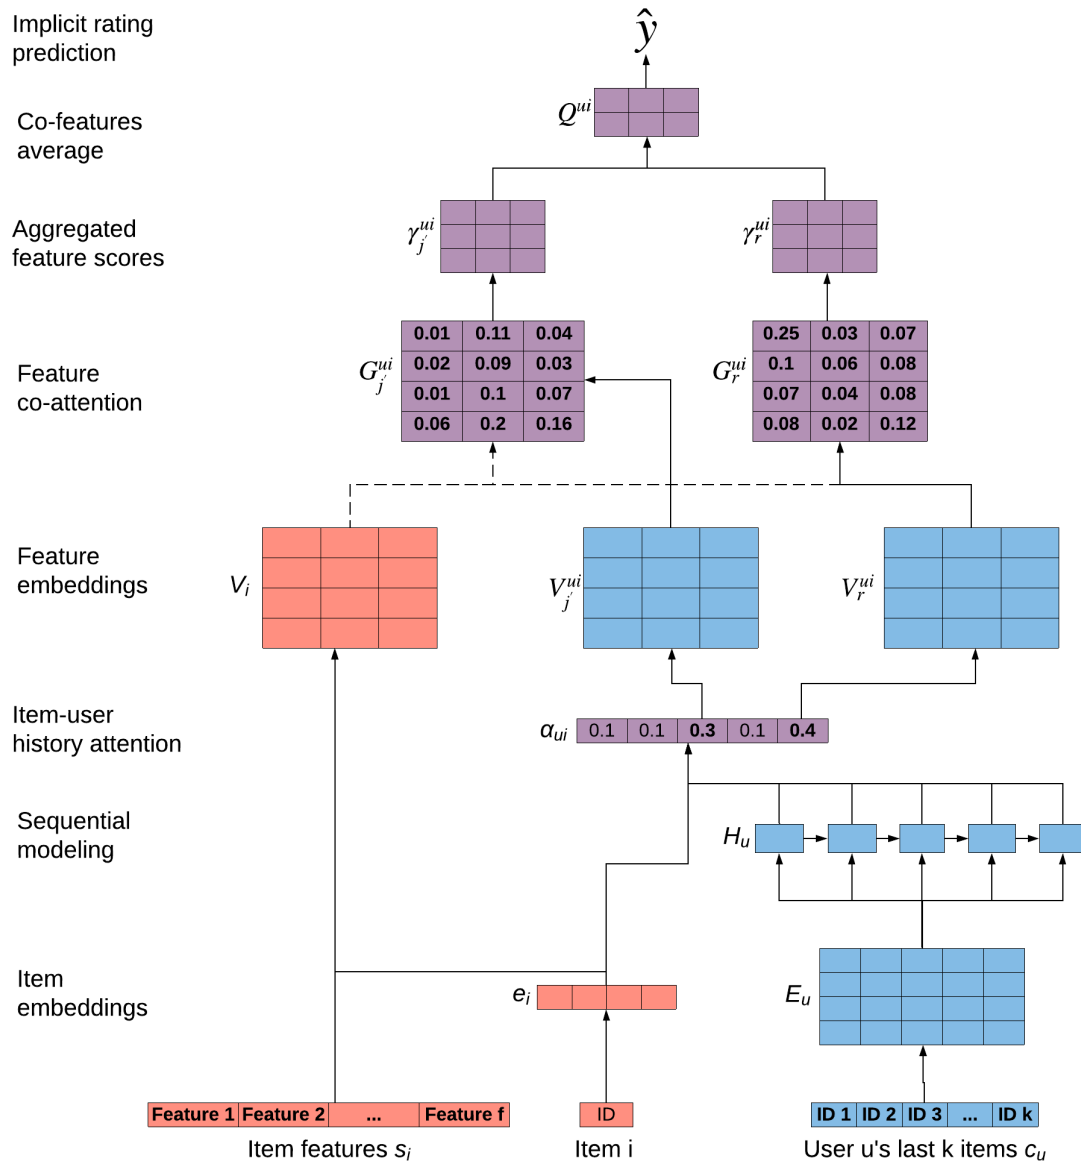 Implicit rating
prediction
ŷ
Co-features
average
Q^{ui}
Aggregated
feature scores
γ_{j′}^{ui}
γ_r^{ui}
Feature
co-attention
G_{j′}^{ui}
0.01 0.11 0.04
0.02 0.09 0.03
0.01 0.1 0.07
0.06 0.2 0.16
G_r^{ui}
0.25 0.03 0.07
0.1 0.06 0.08
0.07 0.04 0.08
0.08 0.02 0.12
Feature
embeddings
V_i
V_{j′}^{ui}
V_r^{ui}
Item-user
history attention
α_{ui}
0.1 0.1 0.3 0.1 0.4
Sequential
modeling
H_u
Item
embeddings
e_i
E_u
Feature 1 Feature 2 ... Feature f
ID
ID 1 ID 2 ID 3 ... ID k
Item features s_i
Item i
User u's last k items c_u